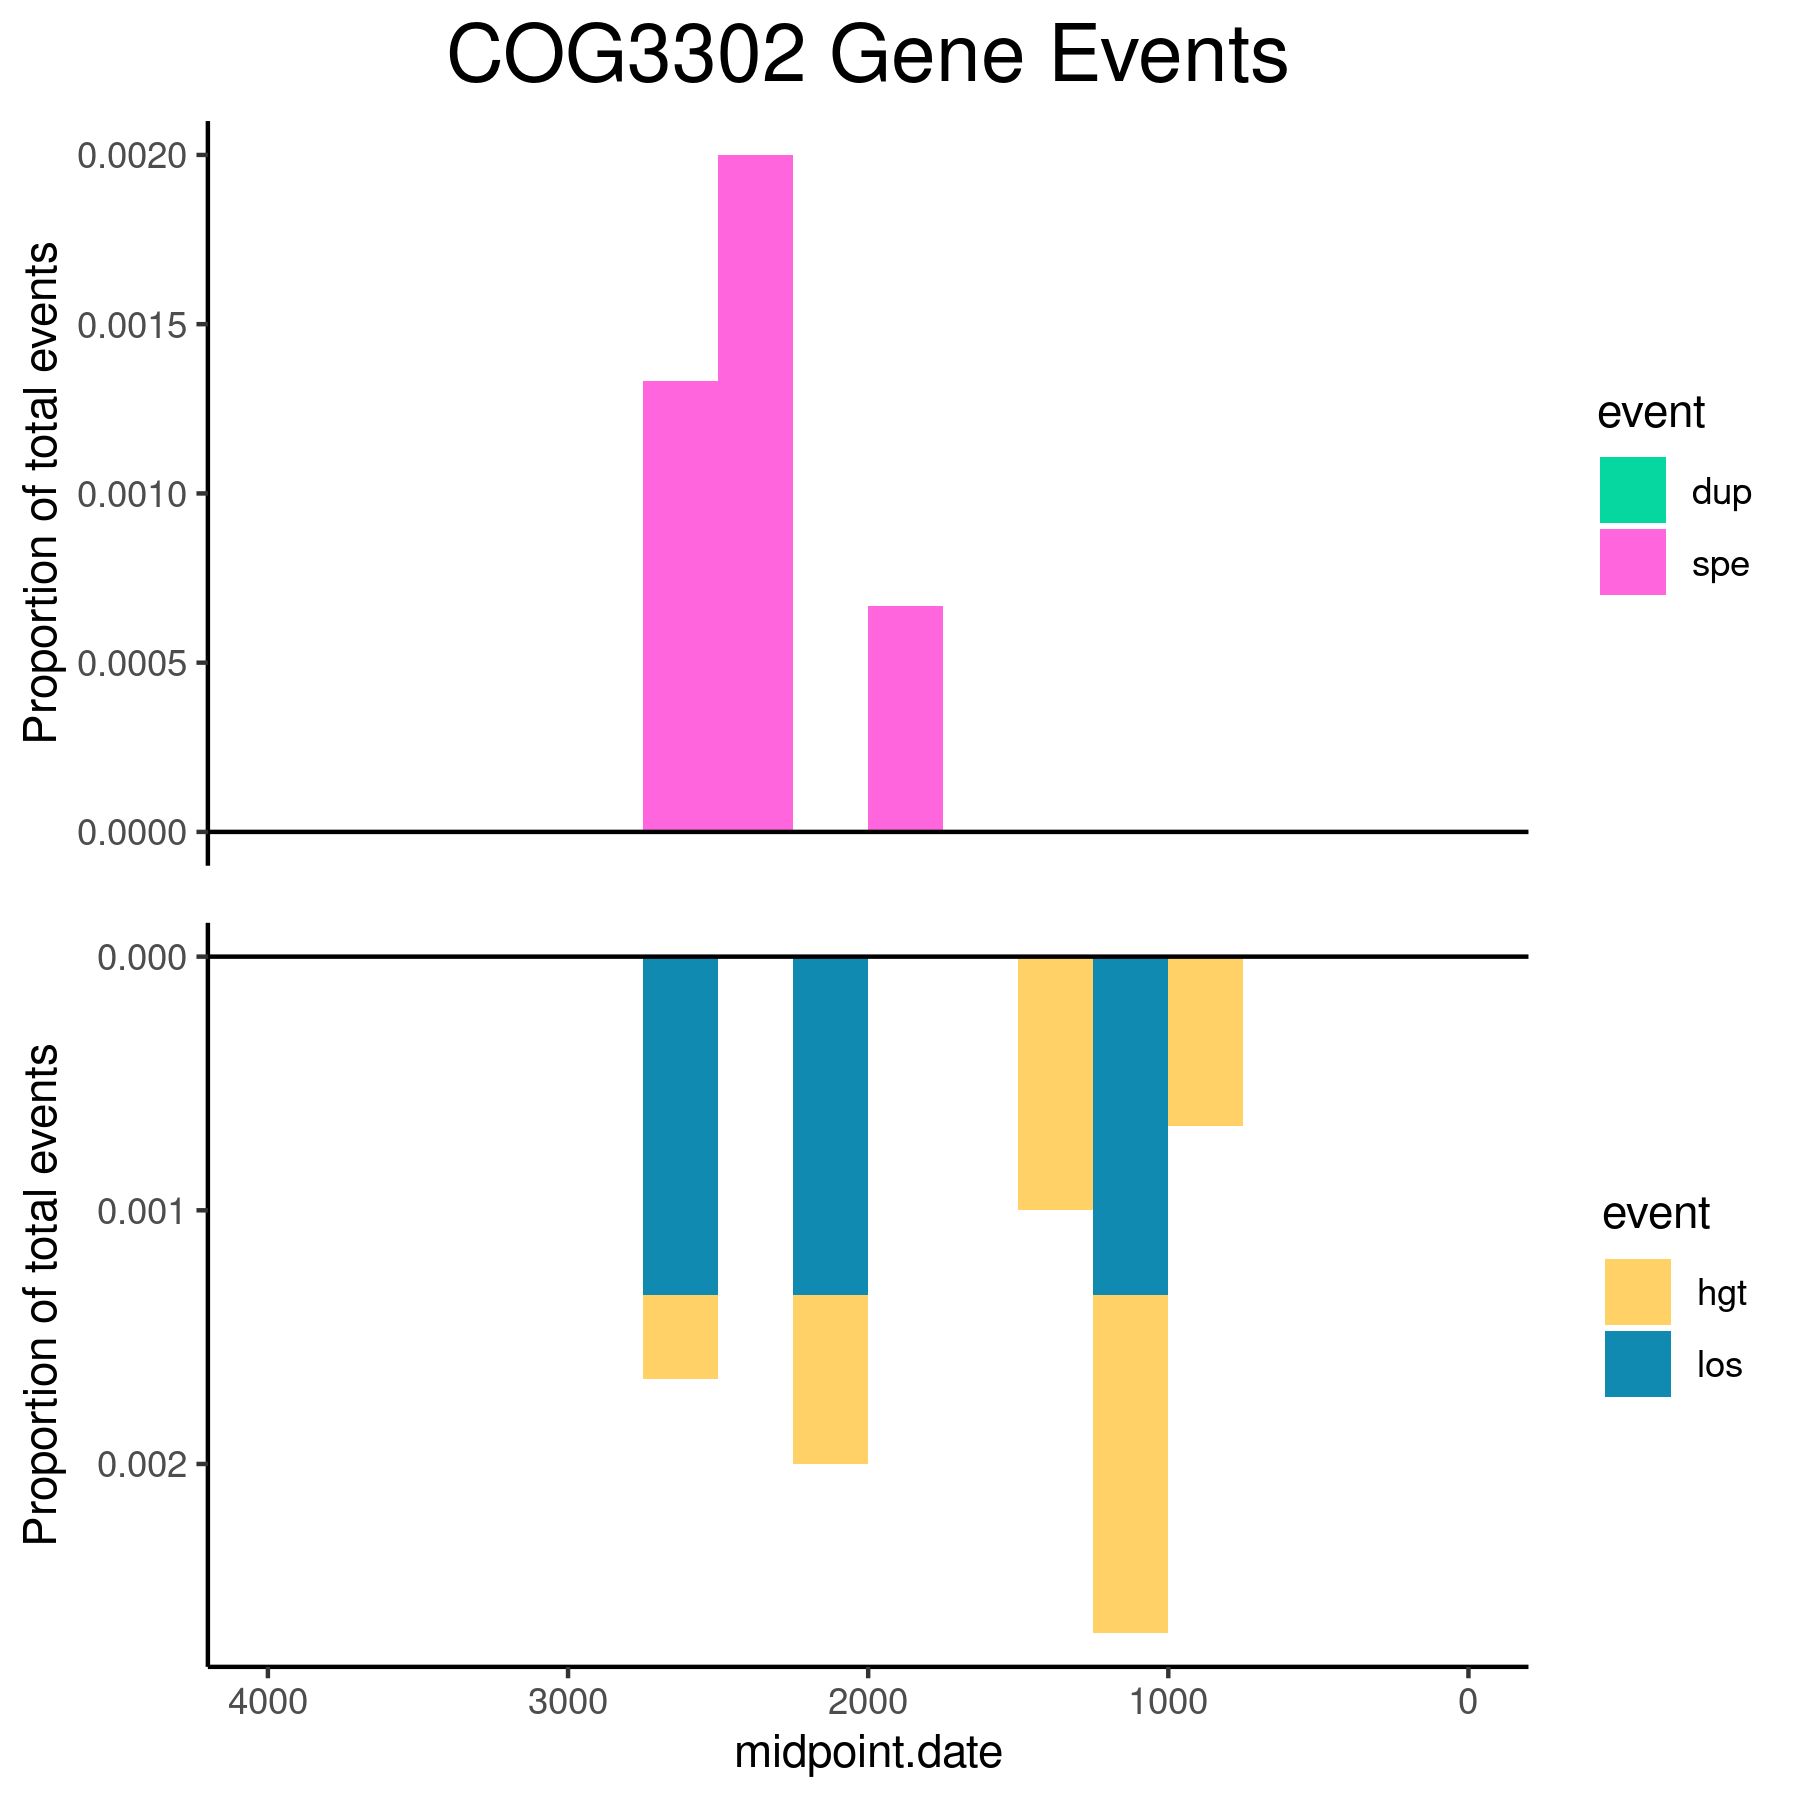 COG3302 Gene Events
Proportion of total events
0.0020
0.0015
0.0010
0.0005
0.0000
event
dup
spe
Proportion of total events
0.000
0.001
0.002
event
hgt
los
4000 3000 2000 1000 0
midpoint.date